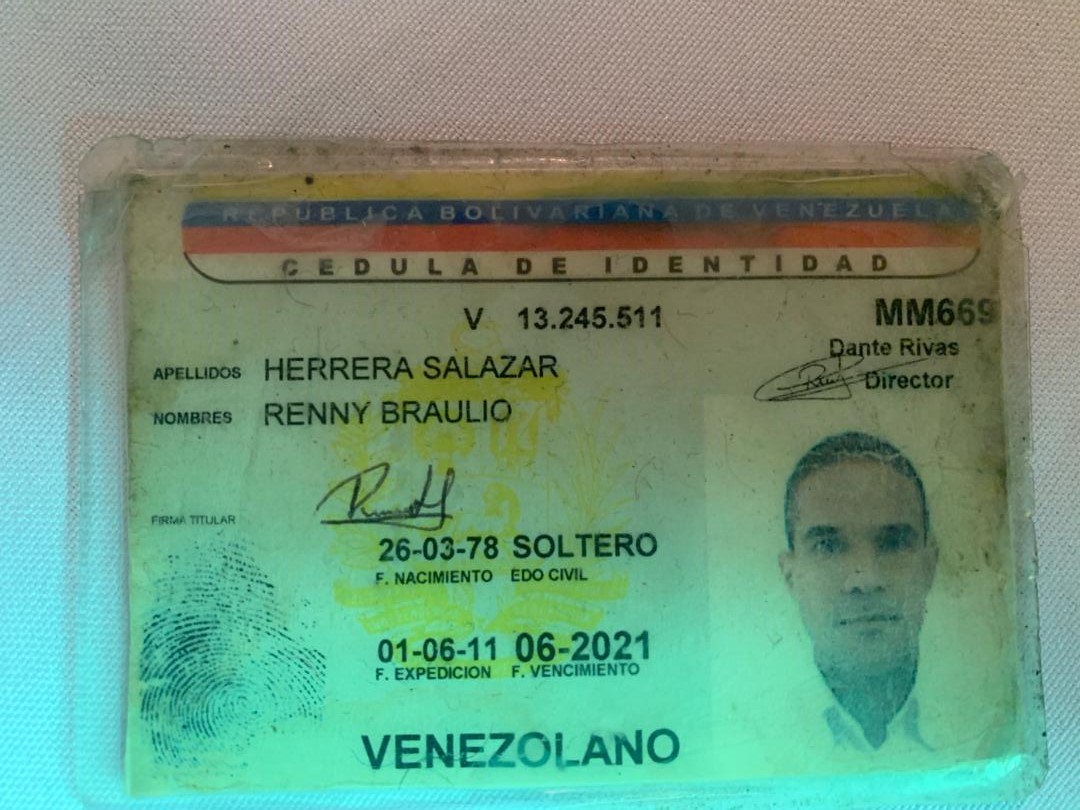 REPUBLICA BOLIVARIANA DE VENEZUELA
CEDULA DE IDENTIDAD
V 13.245.511
MM669
Dante Rivas
Director
APELLIDOS HERRERA SALAZAR
NOMBRES RENNY BRAULIO
FIRMA TITULAR
26-03-78 SOLTERO
F. NACIMIENTO EDO CIVIL
01-06-11 06-2021
F. EXPEDICION F. VENCIMIENTO
VENEZOLANO